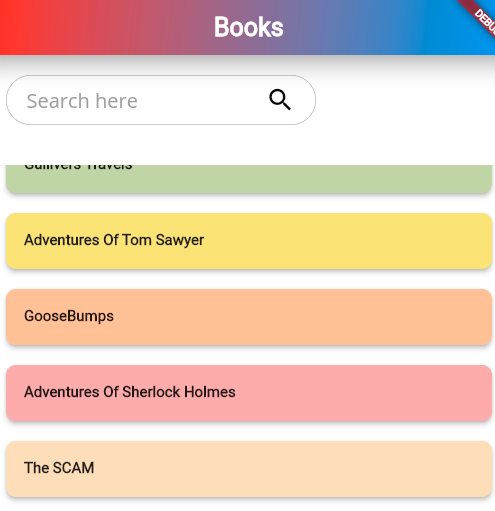 Books
DEBU
Search here
Gullivers Travels
Adventures Of Tom Sawyer
GooseBumps
Adventures Of Sherlock Holmes
The SCAM